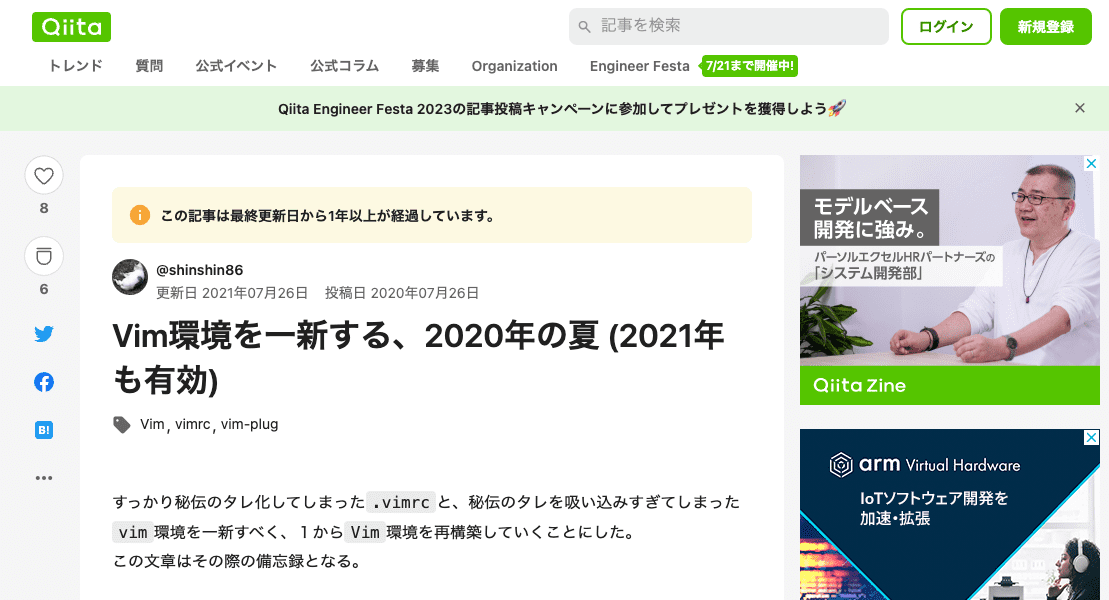 Qiita
記事を検索
ログイン
新規登録
トレンド 質問 公式イベント 公式コラム 募集 Organization Engineer Festa 7/21まで開催中!
Qiita Engineer Festa 2023の記事投稿キャンペーンに参加してプレゼントを獲得しよう🚀
8
6
B!
この記事は最終更新日から1年以上が経過しています。
@shinshin86
更新日 2021年07月26日 投稿日 2020年07月26日
Vim環境を一新する、2020年の夏 (2021年
も有効)
Vim, vimrc, vim-plug
すっかり秘伝のタレ化してしまった.vimrcと、秘伝のタレを吸い込みすぎてしまった
vim環境を一新すべく、１からVim環境を再構築していくことにした。
この文章はその際の備忘録となる。
モデルベース
開発に強み。
パーソルエクセルHRパートナーズの
「システム開発部」
Qiita Zine
arm Virtual Hardware
IoTソフトウェア開発を
加速・拡張